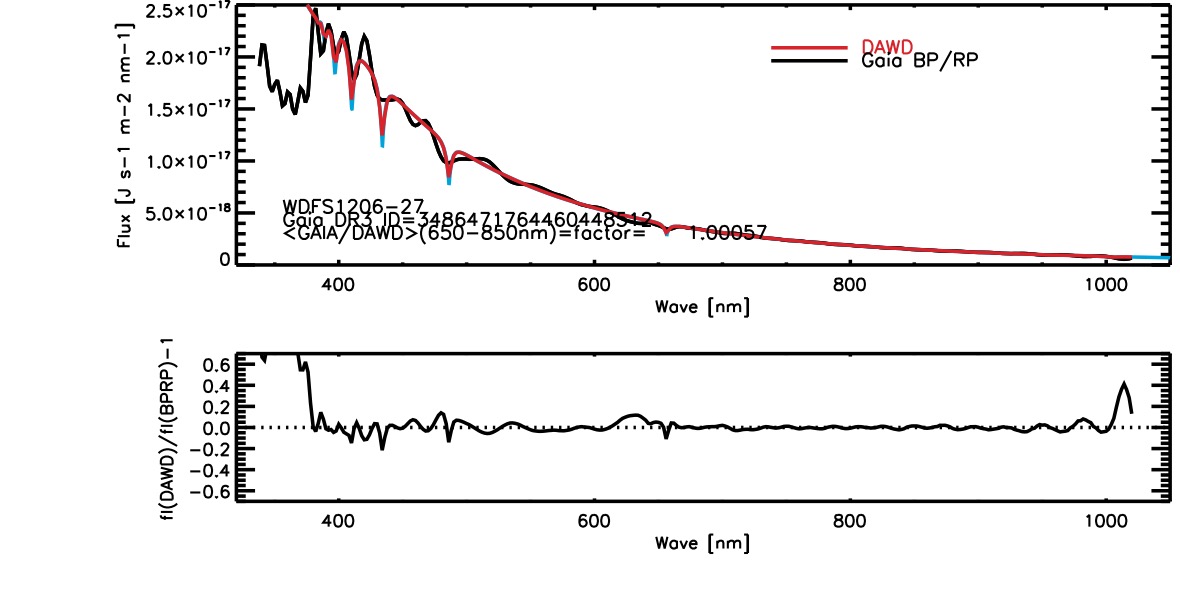 2.5×10−17
2.0×10−17
1.5×10−17
1.0×10−17
5.0×10−18
0
Flux [J s−1 m−2 nm−1]
DAWD
Gaia BP/RP
WDFS1206−27
Gaia DR3 ID=3486471764460448512
<GAIA/DAWD>(650−850nm)=factor= 1.00057
400 600 800 1000
Wave [nm]
fl(DAWD)/fl(BPRP)−1
0.6
0.4
0.2
0.0
−0.2
−0.4
−0.6
400 600 800 1000
Wave [nm]